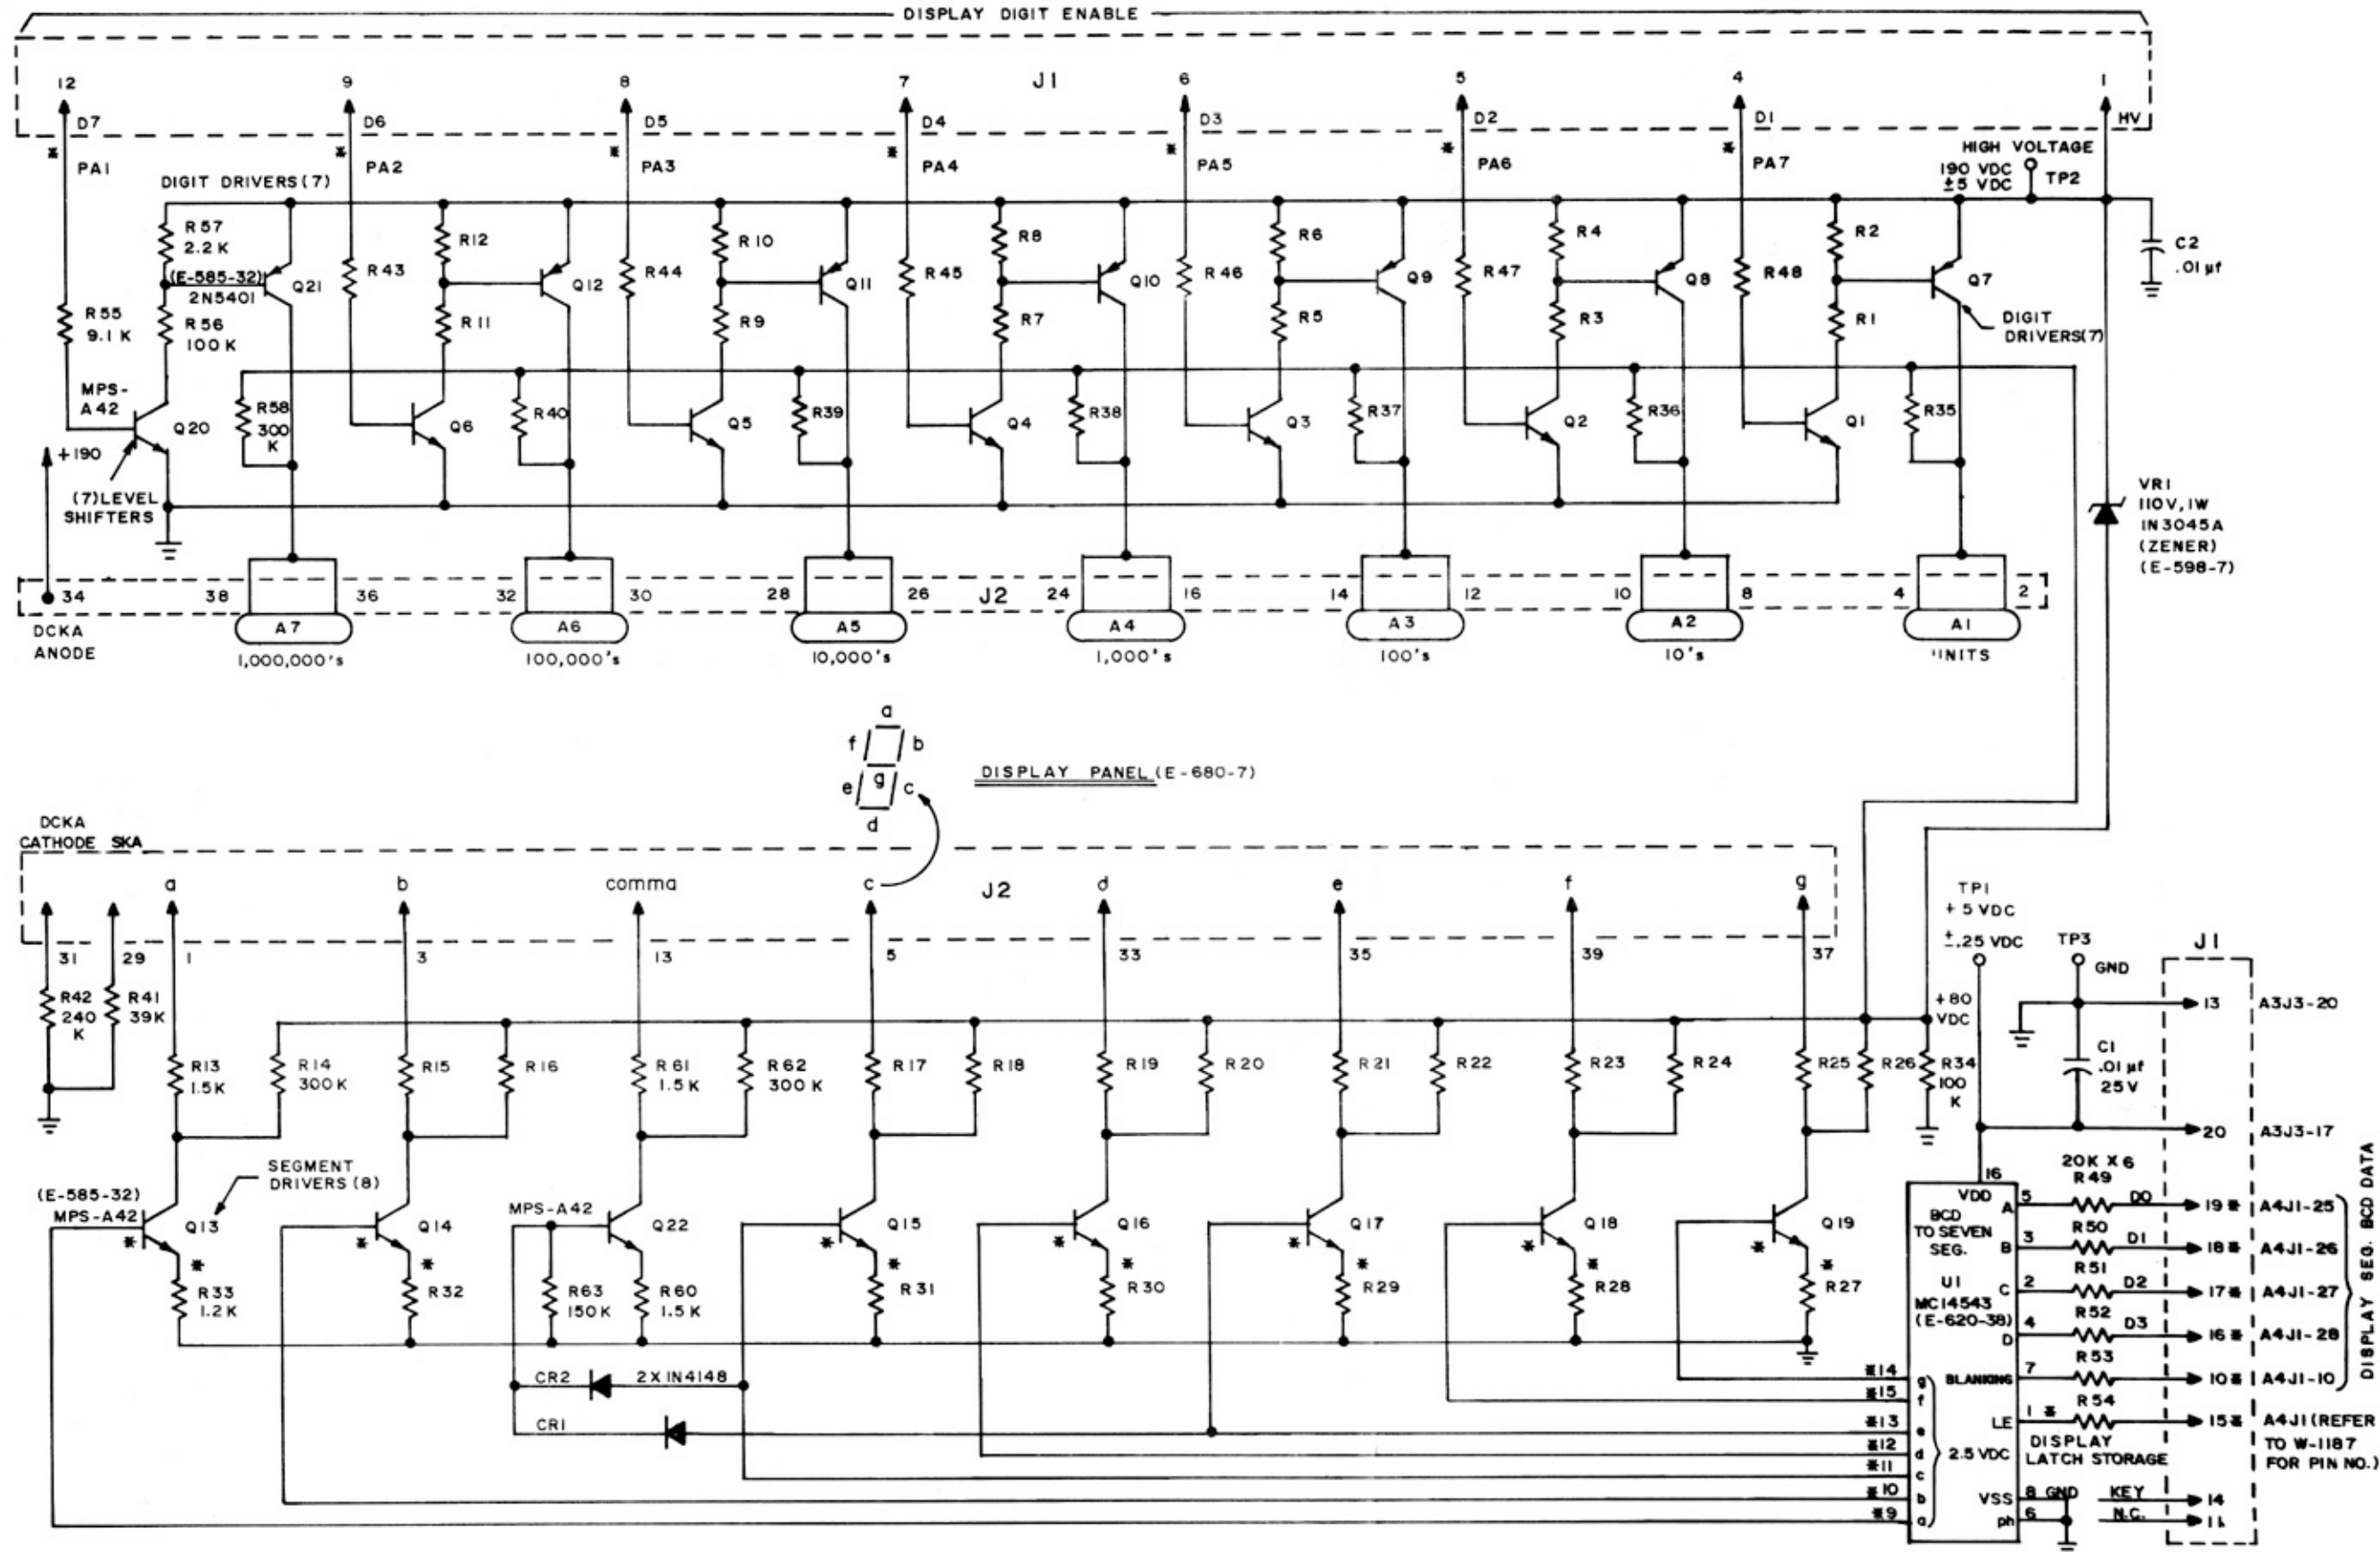 DISPLAY DIGIT ENABLE
12 9 8 7 J1 6 5 4 1
D7 D6 D5 D4 D3 D2 D1 HV
* * * * * * *
PA1 PA2 PA3 PA4 PA5 PA6 PA7
HIGH VOLTAGE
190 VDC
±5 VDC
TP2
DIGIT DRIVERS (7)
R57
2.2 K
R12 R10 R8 R6 R4 R2
C2
.01 µf
(E-585-32)
2N5401
Q21 R43 Q12 R44 Q11 R45 Q10 R46 Q9 R47 Q8 R48 Q7
R55
9.1 K
R56
100 K
R11 R9 R7 R5 R3 R1
DIGIT
DRIVERS(7)
MPS-
A42
Q20
R58
300
K
R40 R39 R38 R37 R36 R35
Q6 Q5 Q4 Q3 Q2 Q1
+190
(7) LEVEL
SHIFTERS
VR1
110V, 1W
IN3045A
(ZENER)
(E-598-7)
34 38 36 32 30 28 26 J2 24 16 14 12 10 8 4 2
DCKA
ANODE
A7 A6 A5 A4 A3 A2 A1
1,000,000's 100,000's 10,000's 1,000's 100's 10's UNITS
a
f b
g
e c
d
DISPLAY PANEL (E-680-7)
DCKA
CATHODE SKA
a b comma c J2 d e f g
31 29 1 3 13 5 33 35 39 37
TP1
+ 5 VDC
±.25 VDC
TP3
GND
J1
R42
240
K
R41
39K
+80
VDC
13 A3J3-20
R13
1.5K
R14
300K
R15 R16
R61
1.5K
R62
300 K
R17 R18 R19 R20 R21 R22 R23 R24 R25 R26
R34
100
K
C1
.01 µf
25V
20 A3J3-17
SEGMENT
DRIVERS (8)
(E-585-32)
MPS-A42
Q13 Q14
MPS-A42
Q22 Q15 Q16 Q17 Q18 Q19
* * * * * * *
* * * * * * *
R33
1.2K
R32
R63
150K
R60
1.5K
R31 R30 R29 R28 R27
CR2 2 X IN4148
CR1
16
VDD
BCD
TO SEVEN
SEG.
U1
MC14543
(E-620-38)
20K X 6
A 5 R49 D0 19* A4J1-25
B 3 R50 D1 18* A4J1-26
C 2 R51 D2 17* A4J1-27
D 4 R52 D3 16* A4J1-28
BLANKING 7 R53 10* A4J1-10
LE 1 * R54 15* A4J1 (REFER
TO W-1187
FOR PIN NO.)
DISPLAY SEG. BCD DATA
DISPLAY
LATCH STORAGE
*14 g
*15 f
*13 e
*12 d
*11 c
*10 b
*9 a
2.5 VDC
VSS 8 GND KEY 14
ph 6 N.C. 11